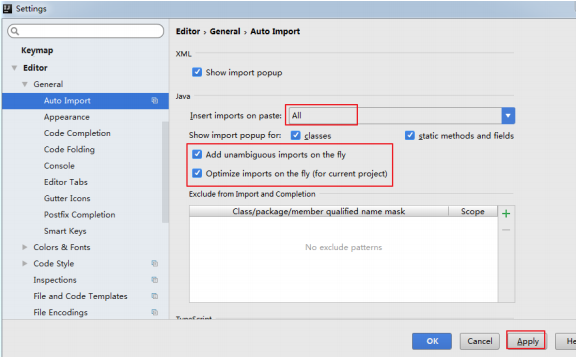 Settings
Editor › General › Auto Import
Keymap
Editor
General
Auto Import
Appearance
Code Completion
Code Folding
Console
Editor Tabs
Gutter Icons
Postfix Completion
Smart Keys
Colors & Fonts
Code Style
Inspections
File and Code Templates
File Encodings
XML
Show import popup
Java
Insert imports on paste: All
Show import popup for: classes static methods and fields
Add unambiguous imports on the fly
Optimize imports on the fly (for current project)
Exclude from Import and Completion
Class/package/member qualified name mask Scope
No exclude patterns
TypeScript
OK Cancel Apply He